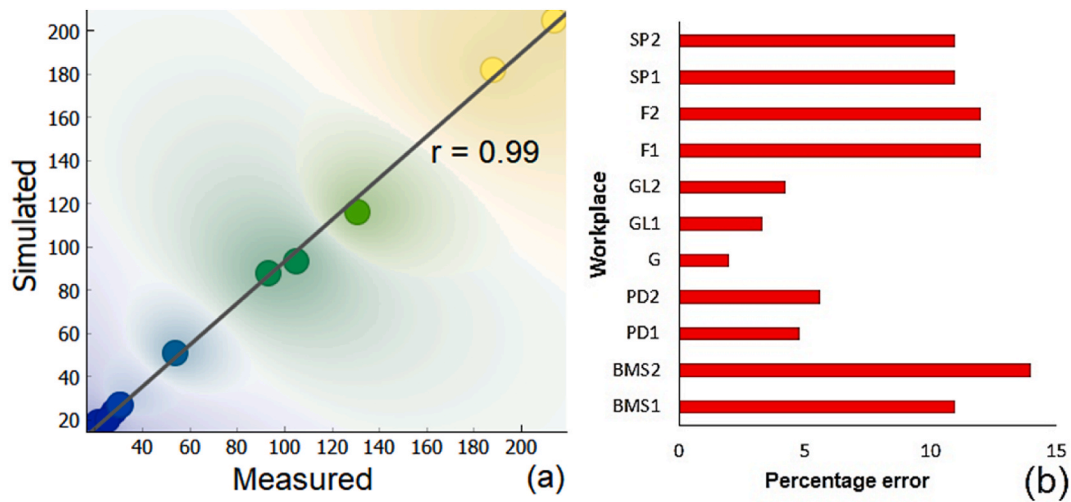 200
180
160
140
120
100
80
60
40
20
Simulated
r = 0.99
40 60 80 100 120 140 160 180 200
Measured
(a)
SP2
SP1
F2
F1
GL2
GL1
G
PD2
PD1
BMS2
BMS1
Workplace
0 5 10 15
Percentage error
(b)